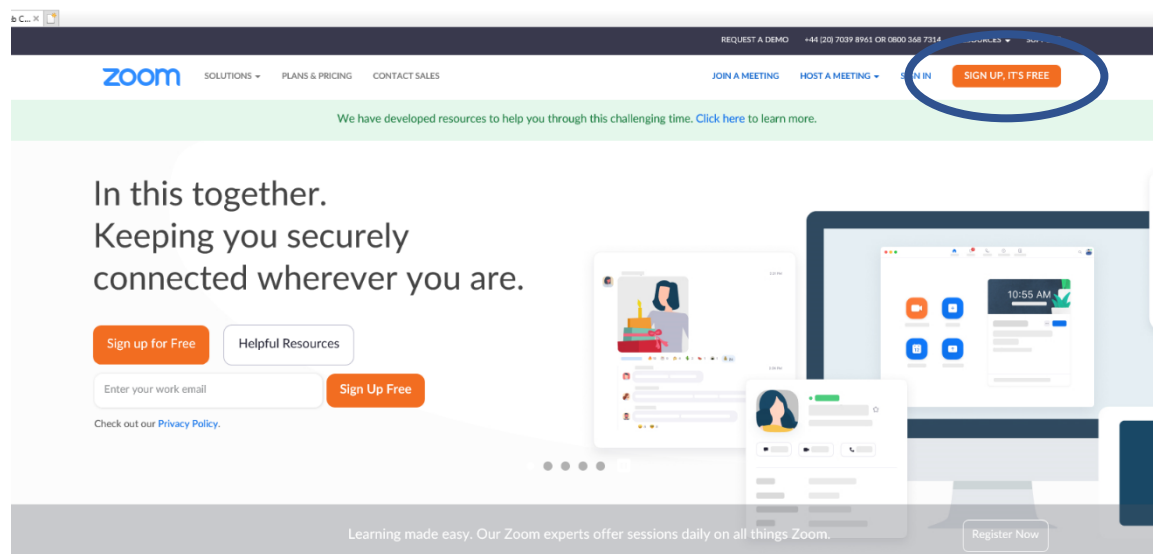 REQUEST A DEMO +44 (20) 7039 8961 OR 0800 368 7314
zoom SOLUTIONS PLANS & PRICING CONTACT SALES JOIN A MEETING HOST A MEETING IN SIGN UP, IT'S FREE
We have developed resources to help you through this challenging time. Click here to learn more.
In this together.
Keeping you securely
connected wherever you are.
Sign up for Free Helpful Resources
Enter your work email Sign Up Free
Check out our Privacy Policy.
10:55 AM
Learning made easy. Our Zoom experts offer sessions daily on all things Zoom. Register Now